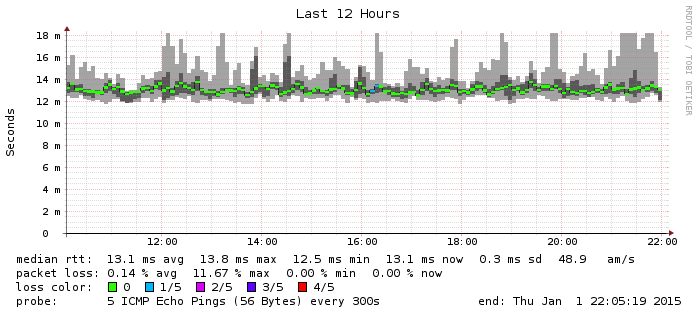 Last 12 Hours
RRDTOOL / TOBI OETIKER
Seconds
18 m
16 m
14 m
12 m
10 m
8 m
6 m
4 m
2 m
0
12:00 14:00 16:00 18:00 20:00 22:00
median rtt: 13.1 ms avg 13.8 ms max 12.5 ms min 13.1 ms now 0.3 ms sd 48.9 am/s
packet loss: 0.14 % avg 11.67 % max 0.00 % min 0.00 % now
loss color: 0 1/5 2/5 3/5 4/5
probe: 5 ICMP Echo Pings (56 Bytes) every 300s end: Thu Jan 1 22:05:19 2015